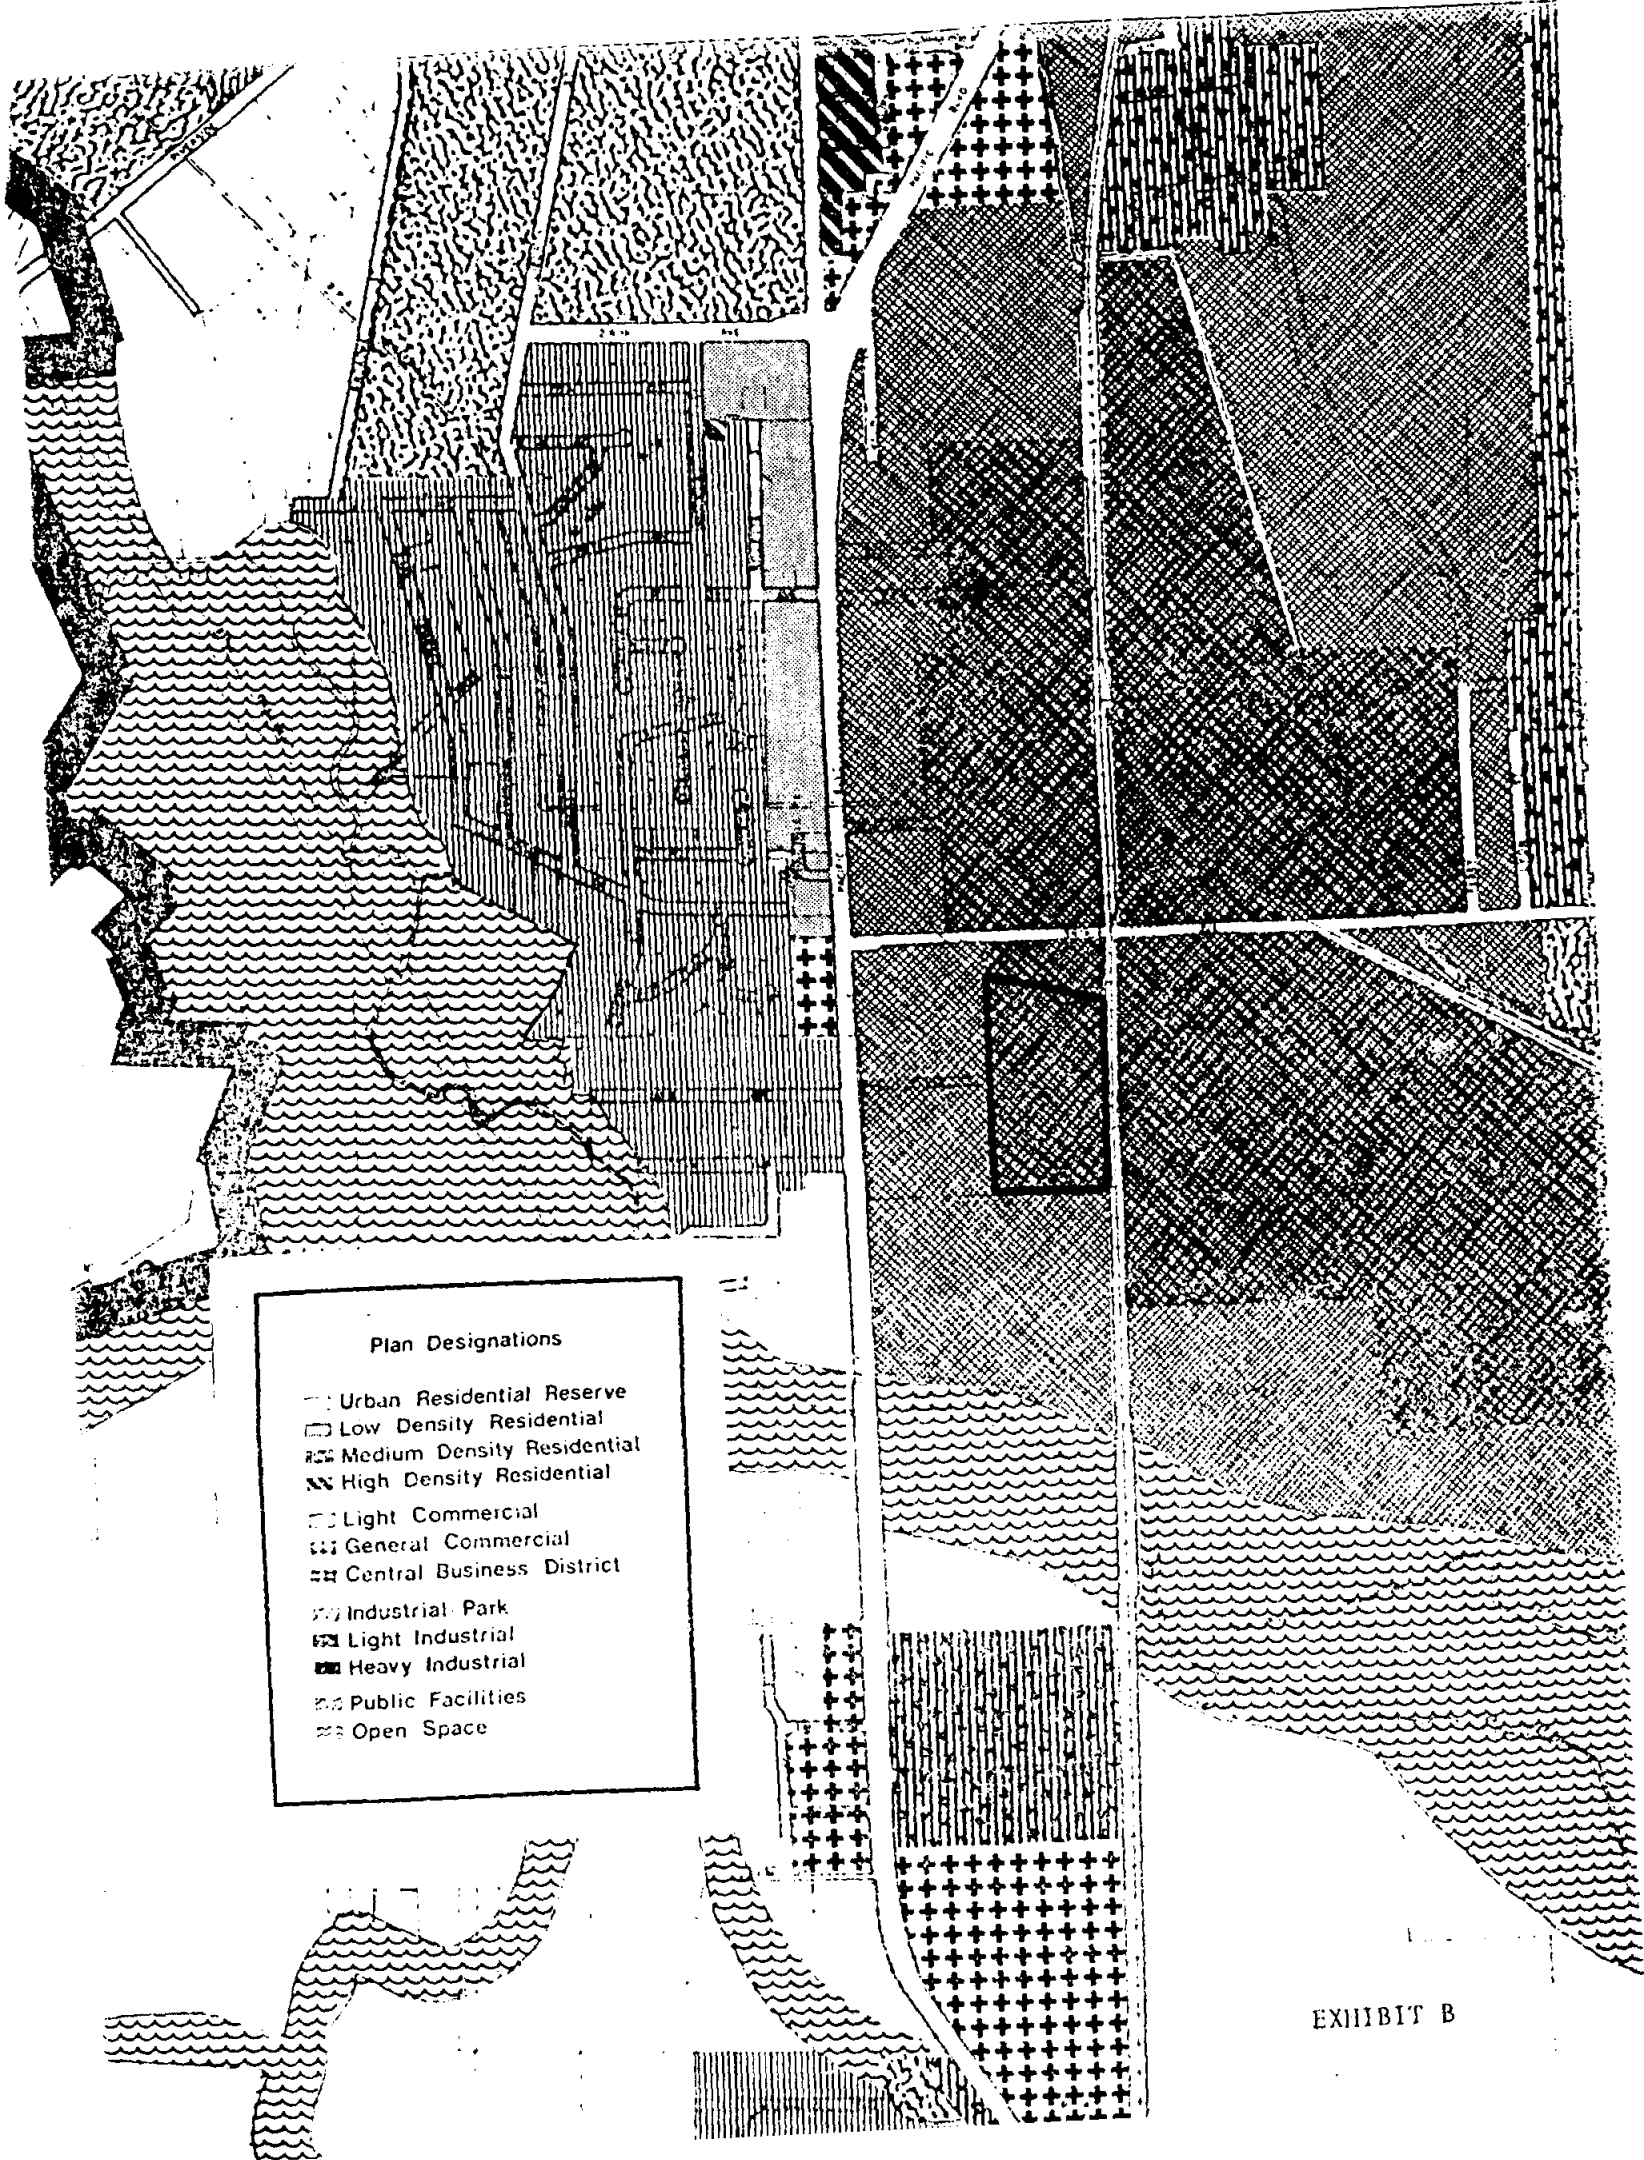 Plan Designations
Urban Residential Reserve
Low Density Residential
Medium Density Residential
High Density Residential
Light Commercial
General Commercial
Central Business District
Industrial Park
Light Industrial
Heavy Industrial
Public Facilities
Open Space
EXHIBIT B